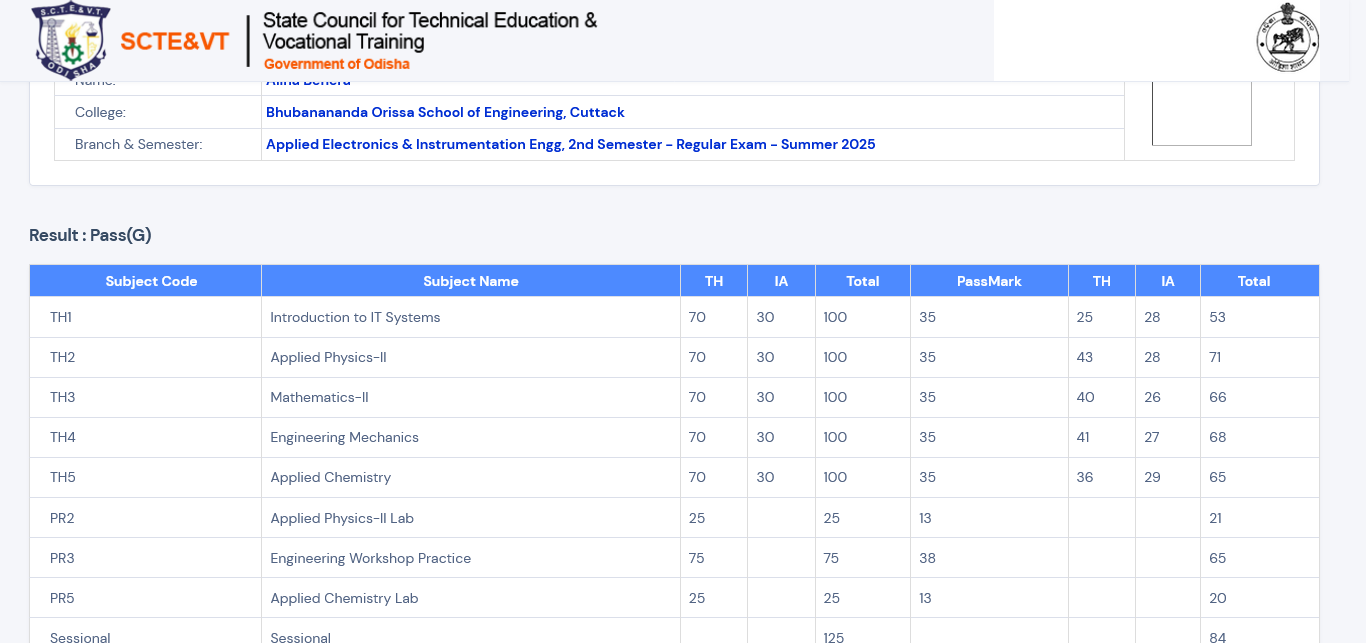 S.C.T.E.&V.T.
ODISHA
SCTE&VT
State Council for Technical Education &
Vocational Training
Government of Odisha
College: Bhubanananda Orissa School of Engineering, Cuttack
Branch & Semester: Applied Electronics & Instrumentation Engg, 2nd Semester - Regular Exam - Summer 2025
Result : Pass(G)
Subject Code Subject Name TH IA Total PassMark TH IA Total
TH1 Introduction to IT Systems 70 30 100 35 25 28 53
TH2 Applied Physics-II 70 30 100 35 43 28 71
TH3 Mathematics-II 70 30 100 35 40 26 66
TH4 Engineering Mechanics 70 30 100 35 41 27 68
TH5 Applied Chemistry 70 30 100 35 36 29 65
PR2 Applied Physics-II Lab 25 25 13 21
PR3 Engineering Workshop Practice 75 75 38 65
PR5 Applied Chemistry Lab 25 25 13 20
Sessional Sessional 125 84